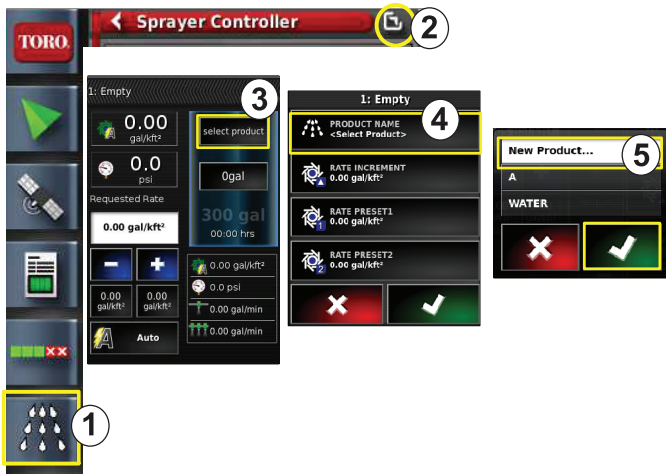 TORO
Sprayer Controller
2
1: Empty
3
0.00
gal/kft²
select product
0.0
psi
0gal
Requested Rate
0.00 gal/kft²
300 gal
00:00 hrs
0.00
gal/kft²
0.00
gal/kft²
Auto
0.00 gal/kft²
0.0 psi
0.00 gal/min
0.00 gal/min
1: Empty
PRODUCT NAME
<Select Product>
4
RATE INCREMENT
0.00 gal/kft²
RATE PRESET1
0.00 gal/kft²
1
RATE PRESET2
0.00 gal/kft²
2
New Product...
5
A
WATER
1